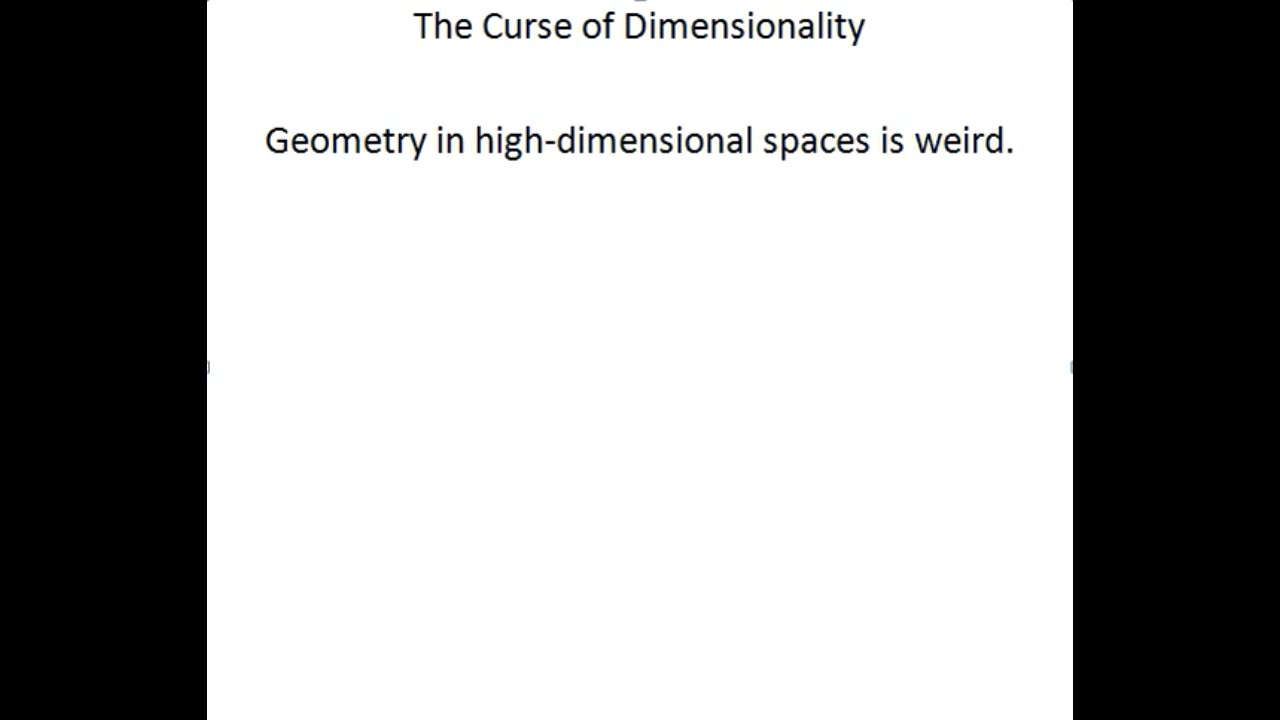 The Curse of Dimensionality
Geometry in high-dimensional spaces is weird.